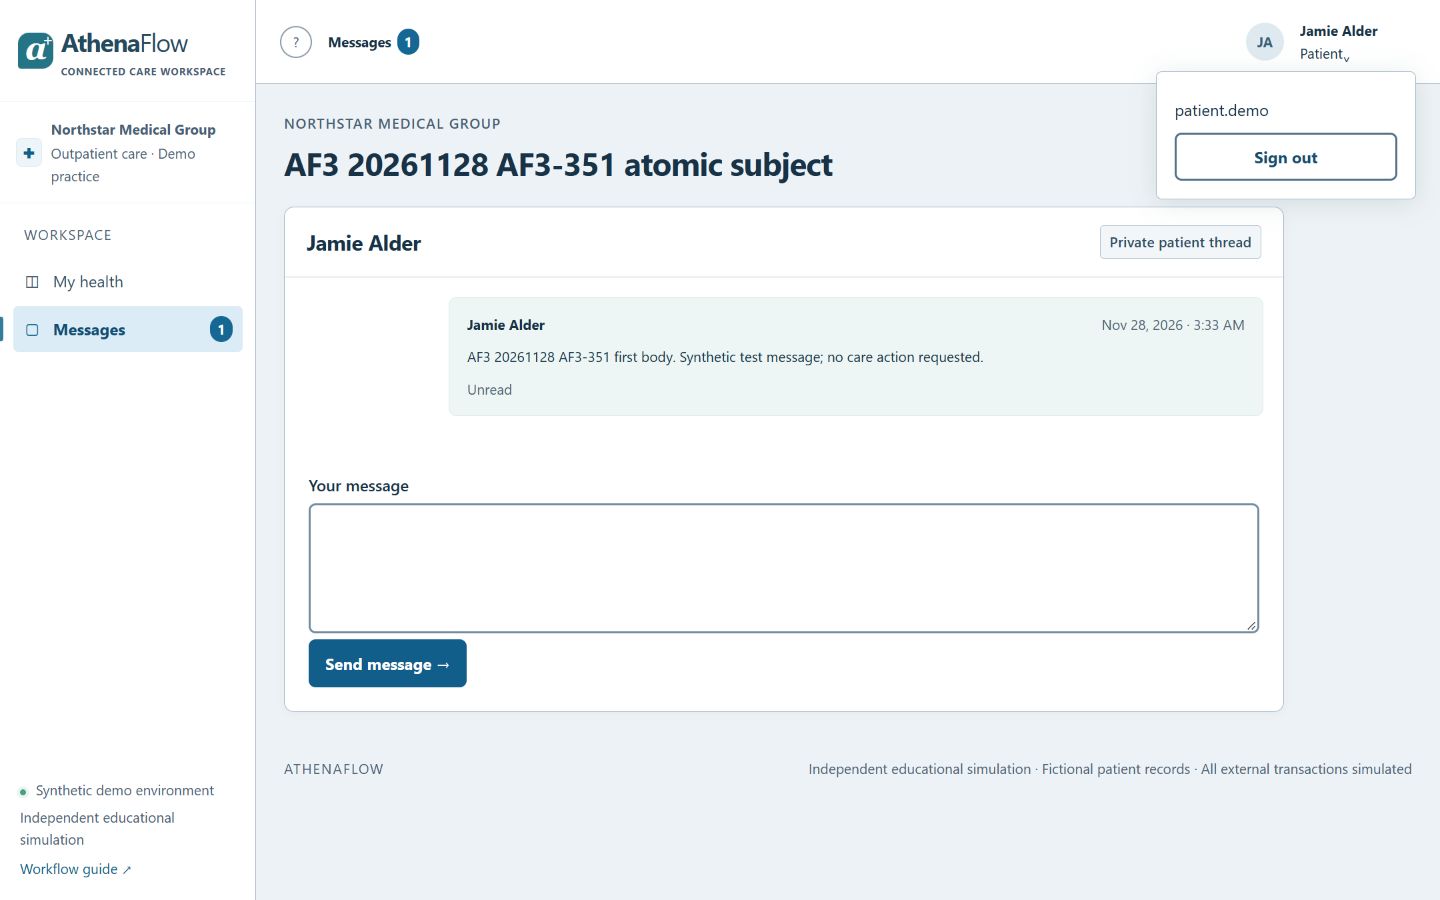 AthenaFlow
CONNECTED CARE WORKSPACE
Northstar Medical Group
Outpatient care · Demo
practice
WORKSPACE
My health
Messages 1
Synthetic demo environment
Independent educational
simulation
Workflow guide ↗
? Messages 1
JA Jamie Alder
Patient
patient.demo
Sign out
NORTHSTAR MEDICAL GROUP
AF3 20261128 AF3-351 atomic subject
Jamie Alder Private patient thread
Jamie Alder Nov 28, 2026 · 3:33 AM
AF3 20261128 AF3-351 first body. Synthetic test message; no care action requested.
Unread
Your message
Send message →
ATHENAFLOW Independent educational simulation · Fictional patient records · All external transactions simulated